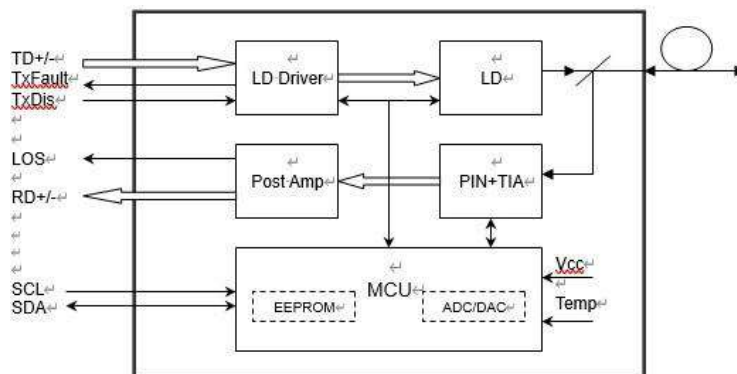 TD+/-
TxFault
TxDis
LOS
RD+/-
SCL
SDA
LD Driver
LD
Post Amp
PIN+TIA
MCU
EEPROM
ADC/DAC
Vcc
Temp